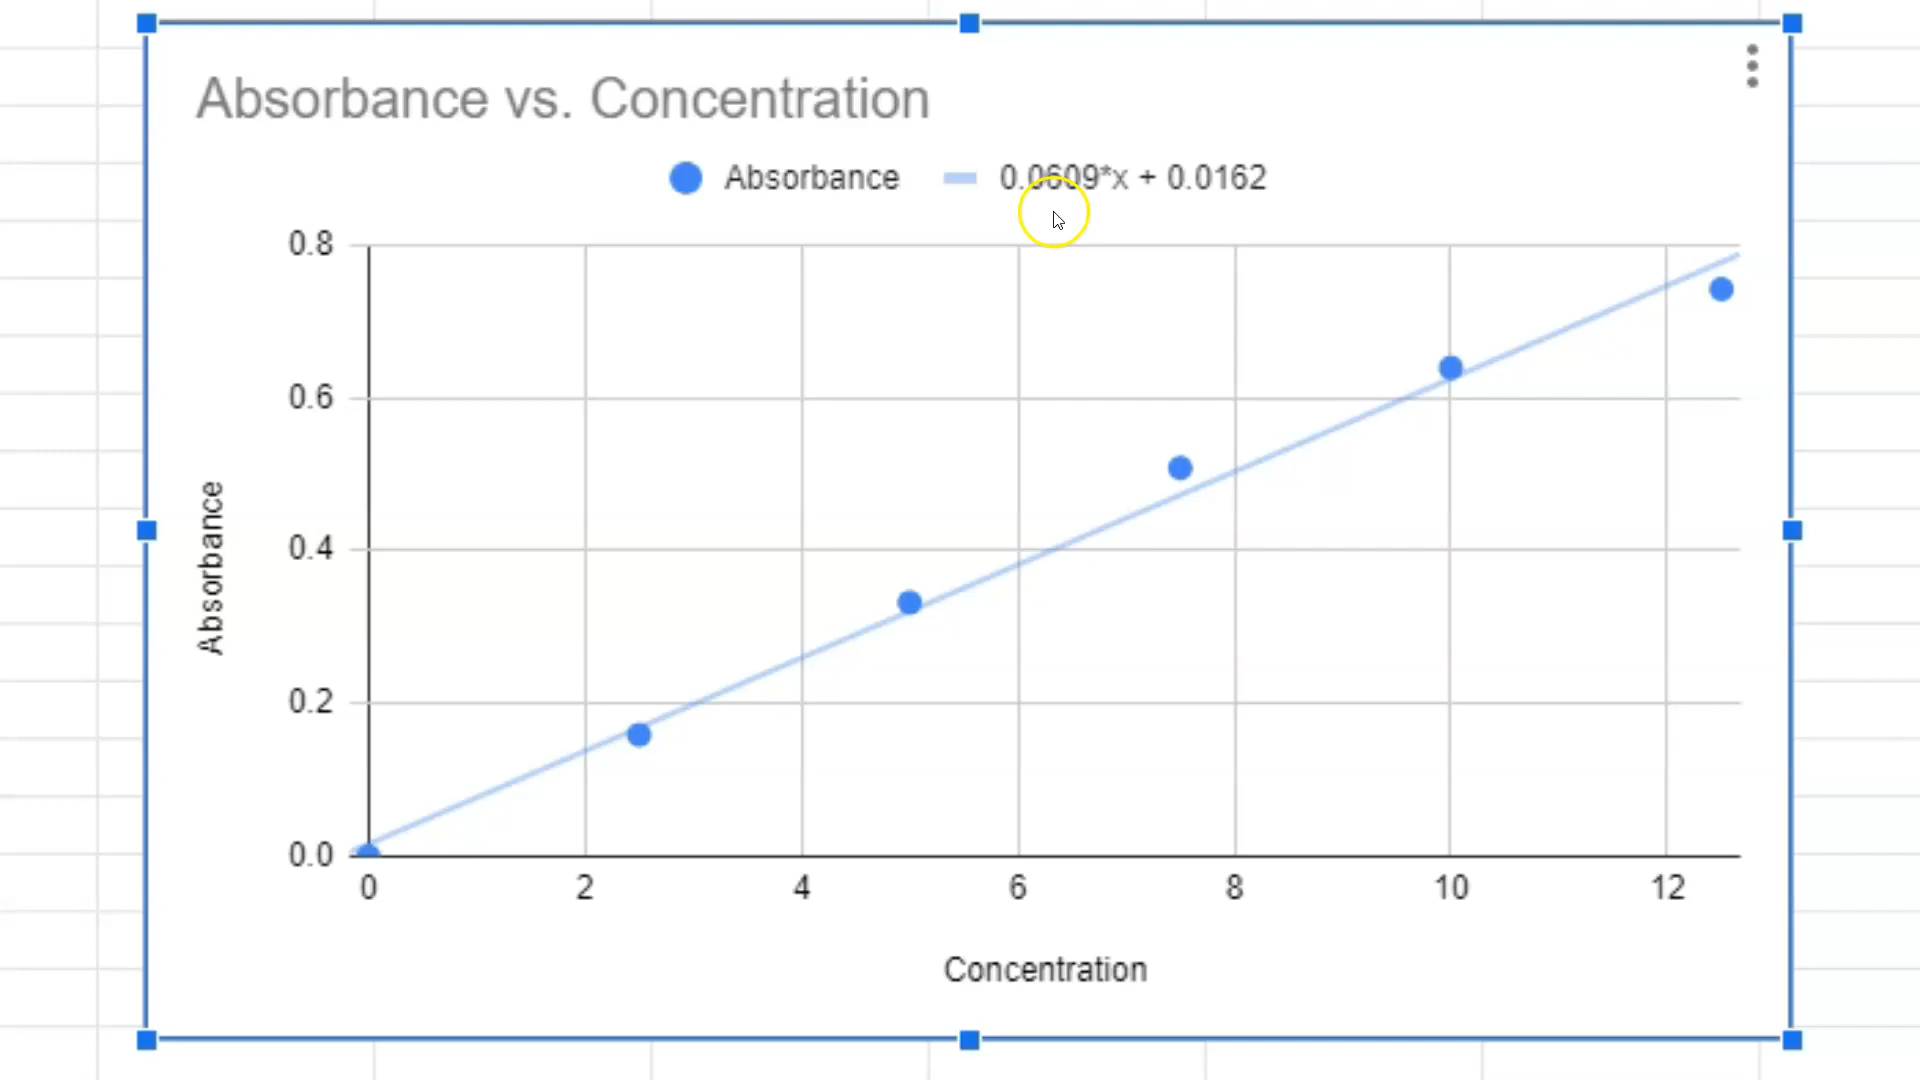 Absorbance vs. Concentration
Absorbance 0.0609*x + 0.0162
0.8
0.6
0.4
0.2
0.0
Absorbance
0 2 4 6 8 10 12
Concentration